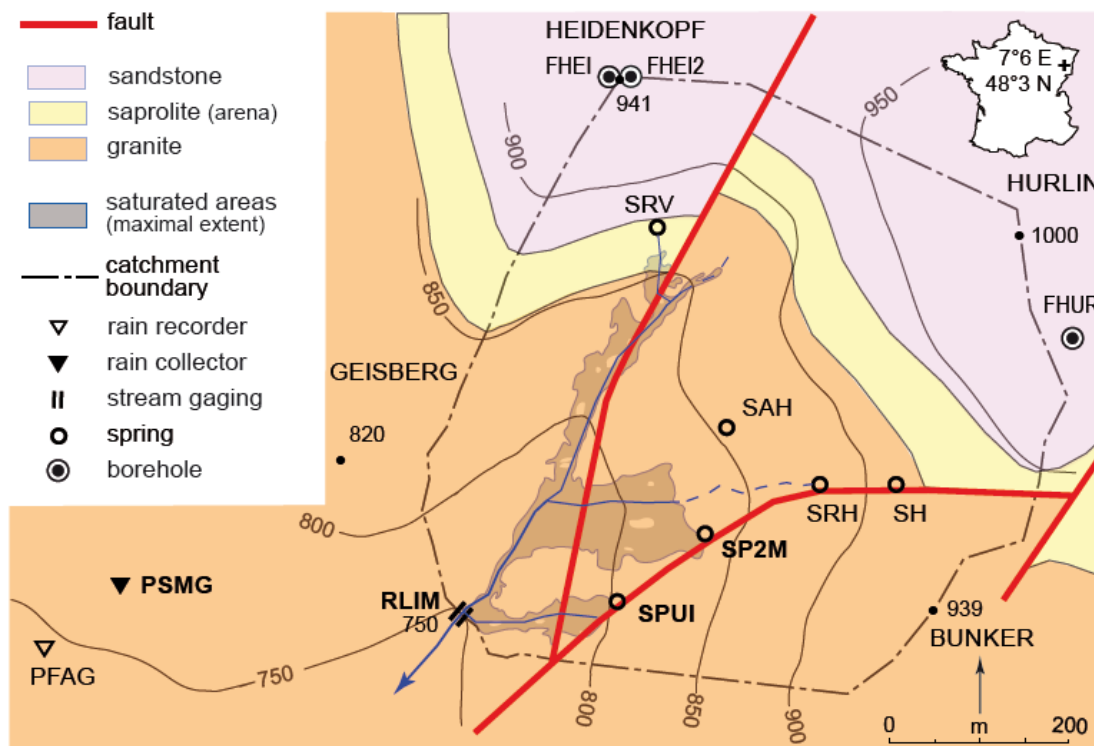 fault
sandstone
saprolite (arena)
granite
saturated areas
(maximal extent)
catchment
boundary
rain recorder
rain collector
stream gaging
spring
borehole
HEIDENKOPF
FHEI
FHEI2
941
900
950
7°6 E
48°3 N
HURLIN
1000
FHUR
SRV
850
GEISBERG
820
SAH
800
SRH
SH
SP2M
PSMG
RLIM
750
SPUI
939
BUNKER
PFAG
750
800
850
900
0
m
200